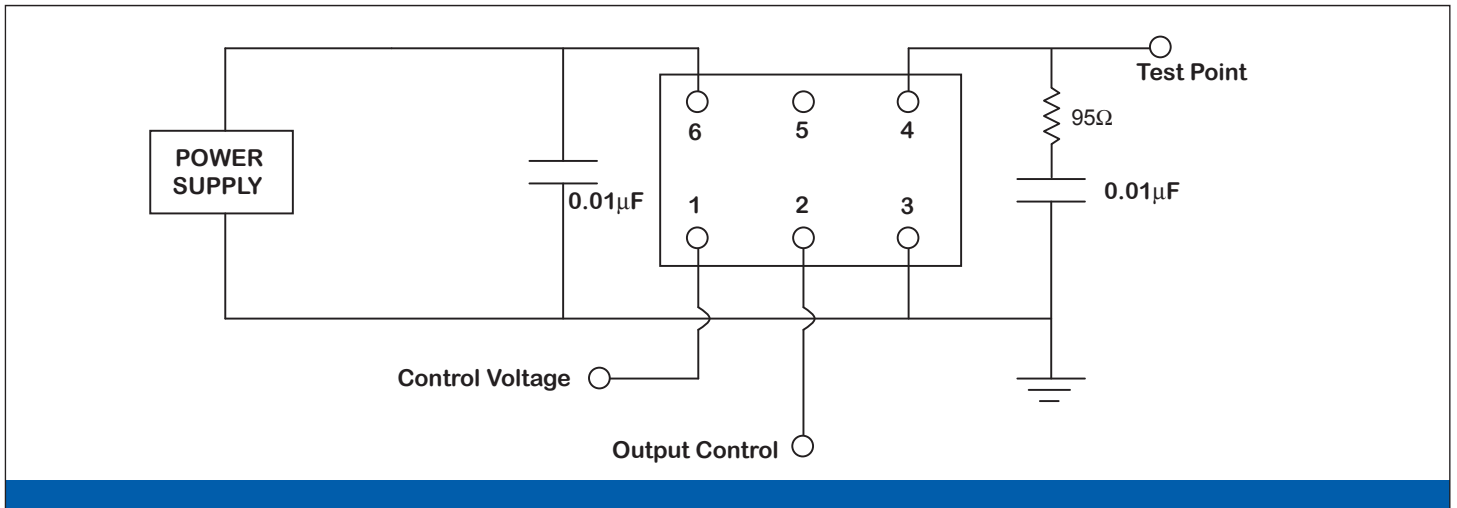 Test Point
6
5
4
95Ω
POWER
SUPPLY
0.01μF
1
2
3
0.01μF
Control Voltage
Output Control